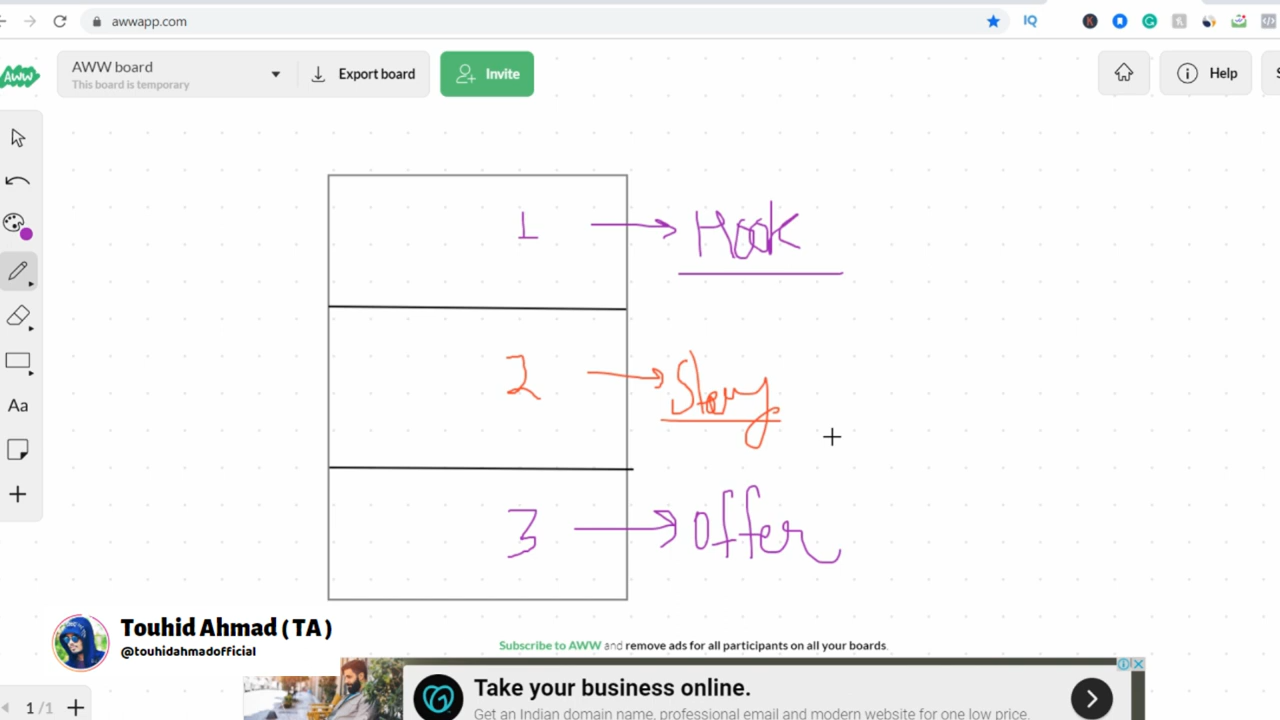 awwapp.com
IQ
AWW
AWW board
This board is temporary
Export board
Invite
Help
1 → Hook
2 → Story
3 → Offer
Touhid Ahmad ( TA )
@touhidahmadofficial
Aa
Subscribe to AWW and remove ads for all participants on all your boards.
Take your business online.
Get an Indian domain name, professional email and modern website for one low price.
1 / 1